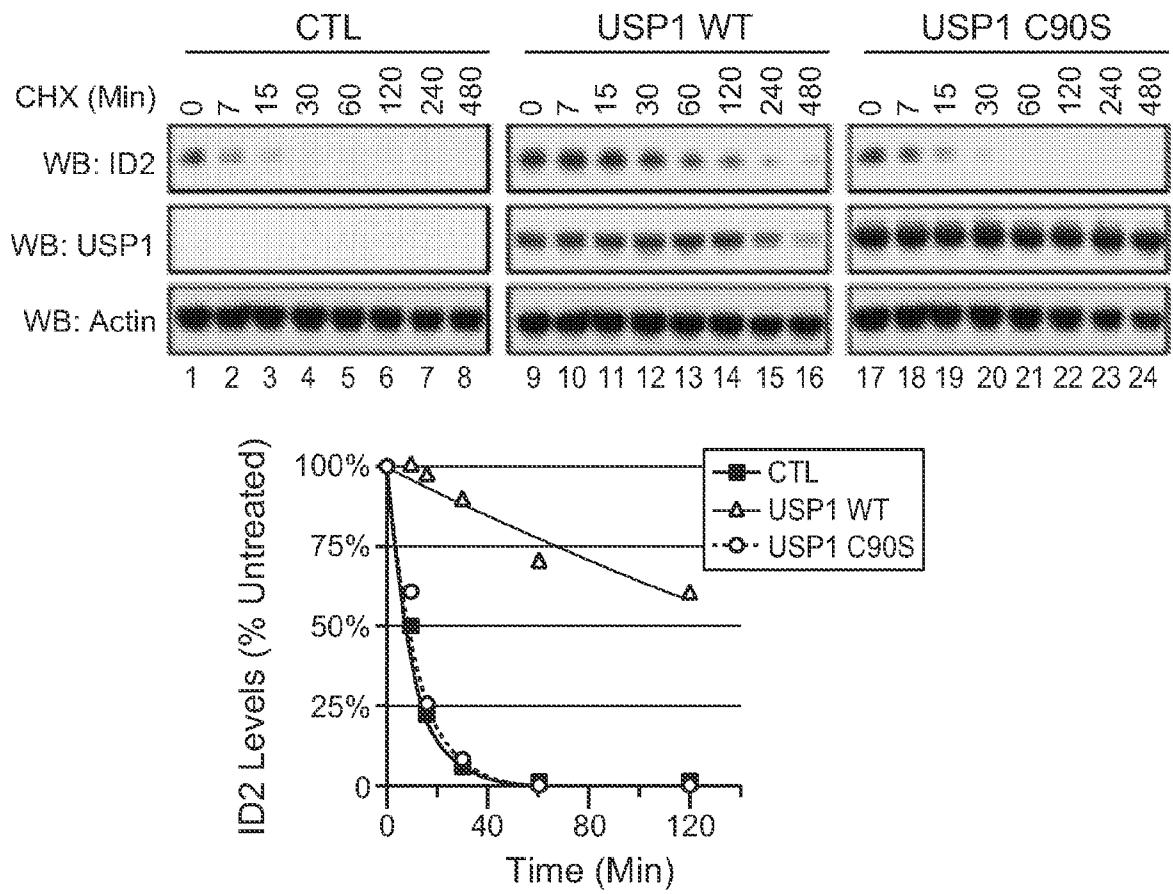 CTL USP1 WT USP1 C90S
CHX (Min) 0 7 15 30 60 120 240 480 0 7 15 30 60 120 240 480 0 7 15 30 60 120 240 480
WB: ID2
WB: USP1
WB: Actin
1 2 3 4 5 6 7 8 9 10 11 12 13 14 15 16 17 18 19 20 21 22 23 24
ID2 Levels (% Untreated)
100%
75%
50%
25%
0
CTL
USP1 WT
USP1 C90S
0 40 80 120
Time (Min)